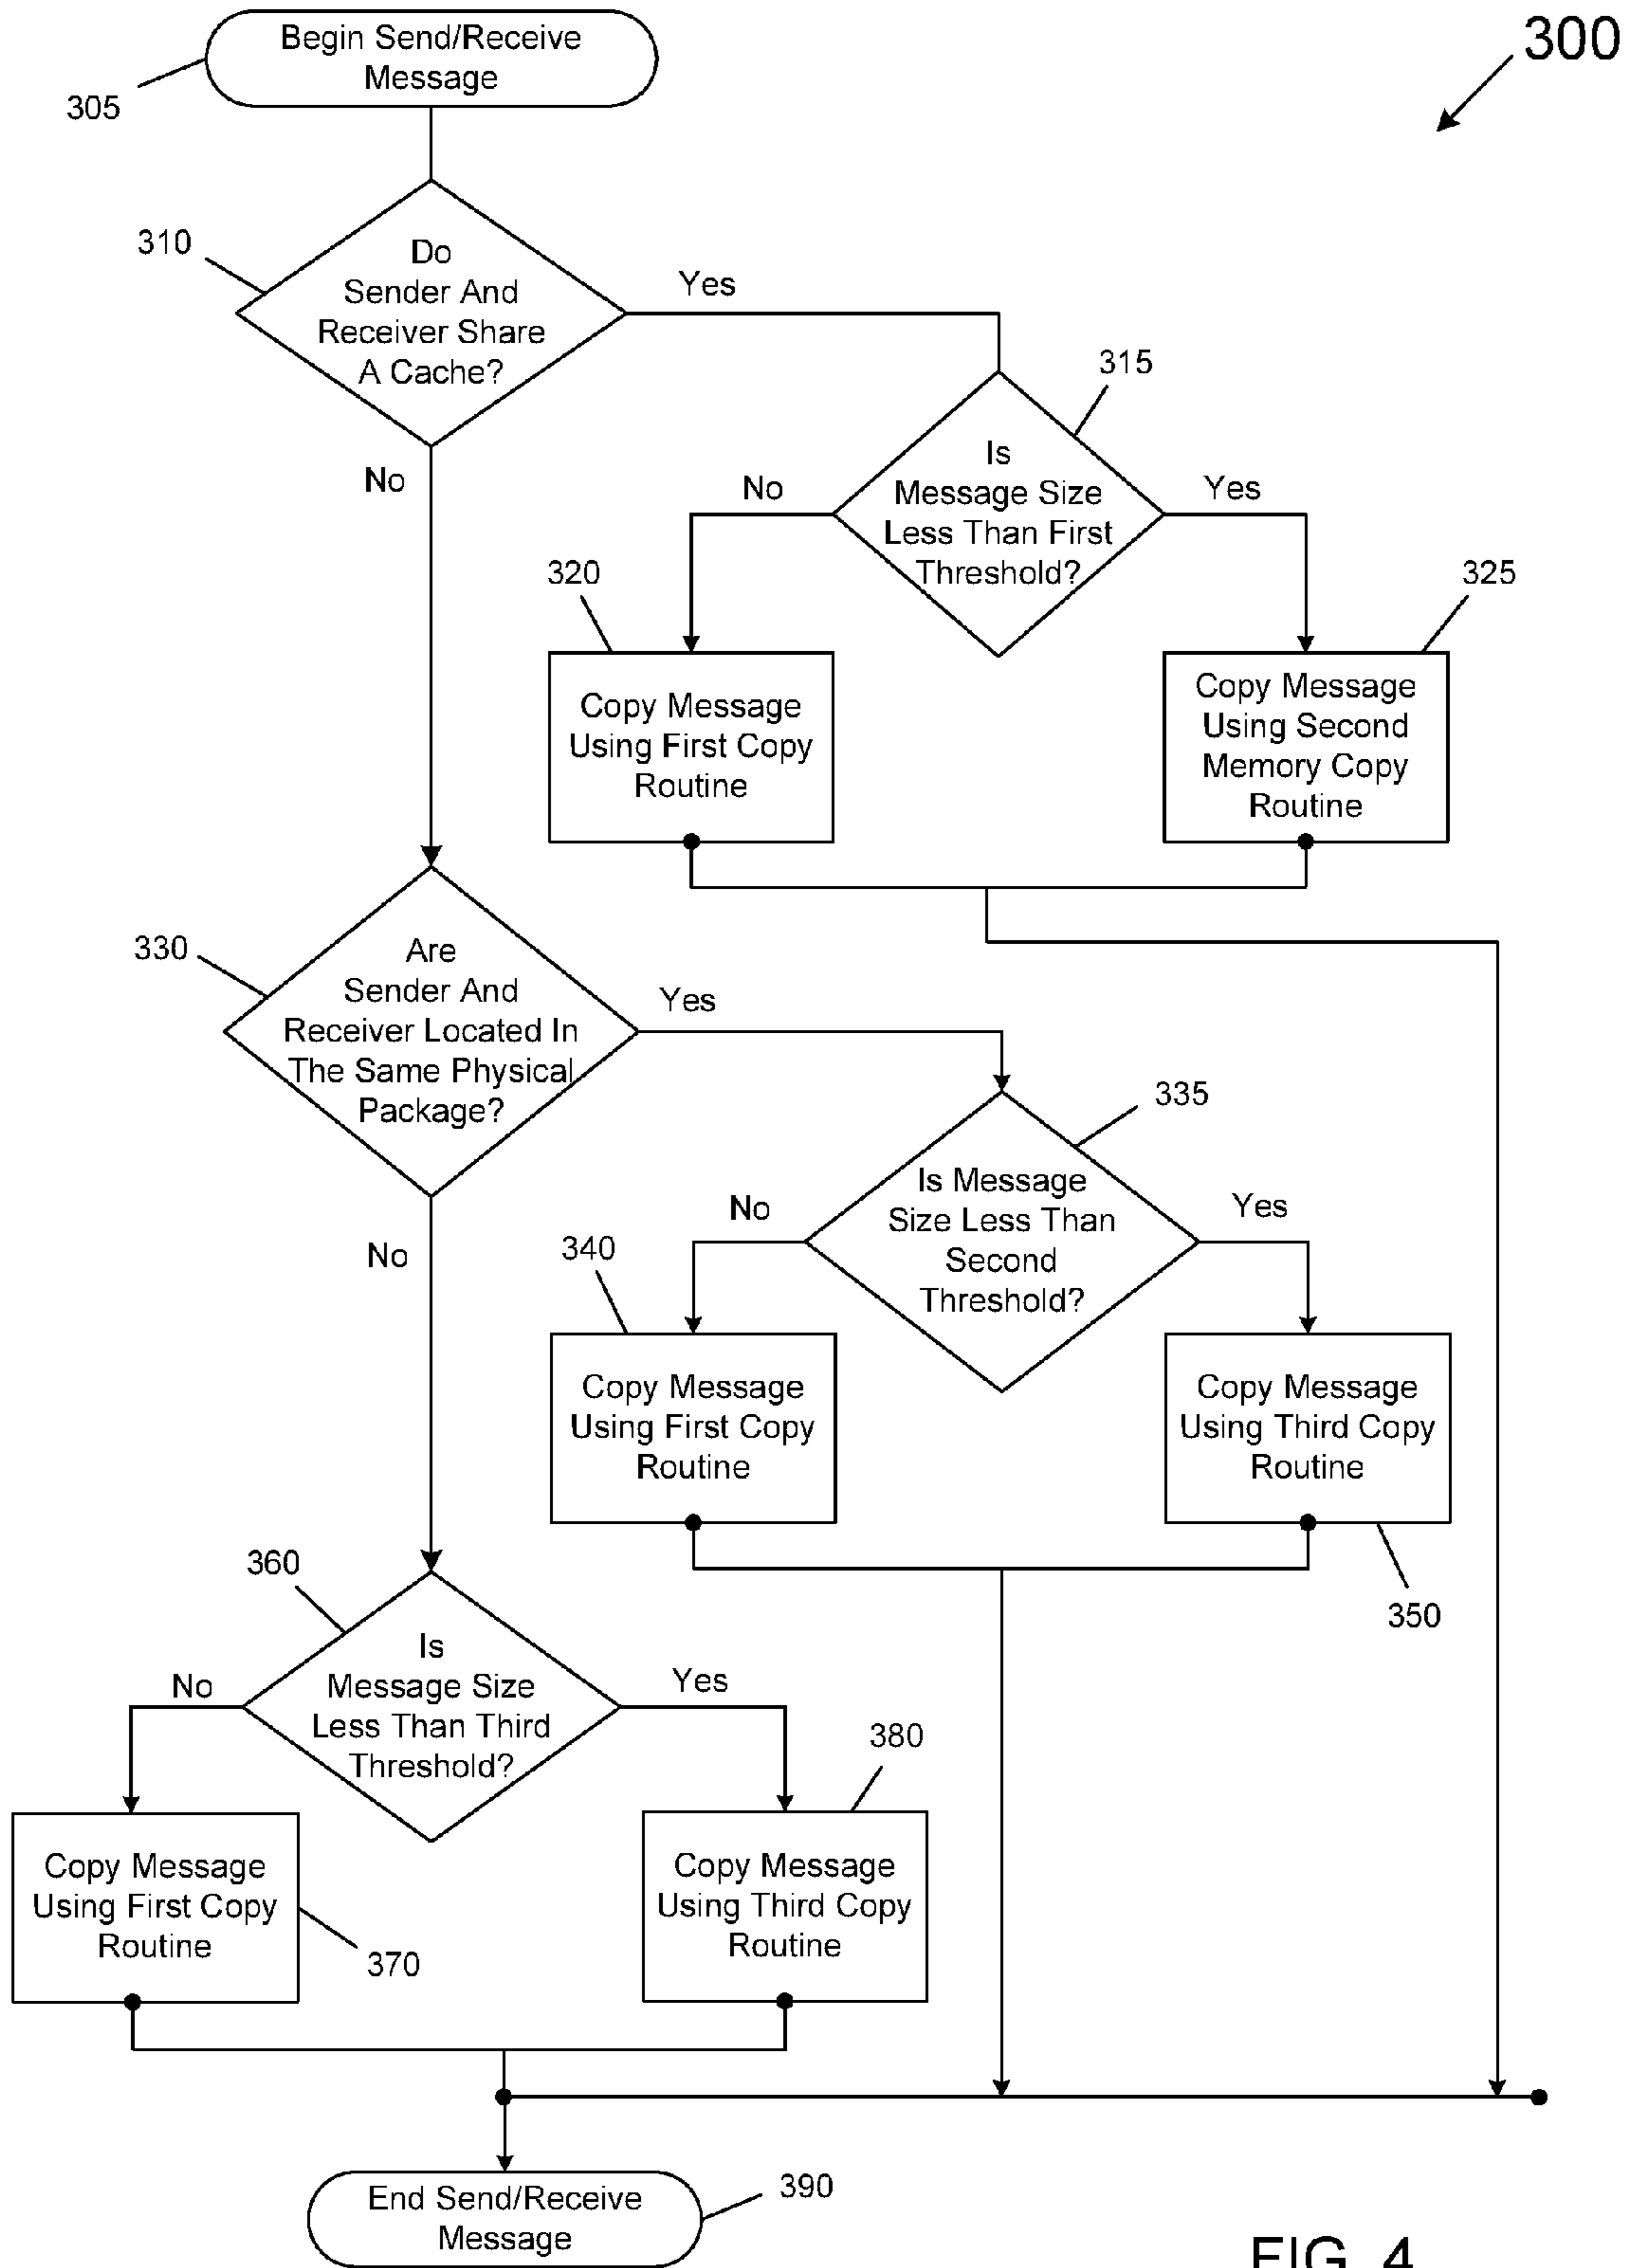 300
Begin Send/Receive
Message
305
310
Do
Sender And
Receiver Share
A Cache?
Yes
No
315
Is
Message Size
Less Than First
Threshold?
No
Yes
320
Copy Message
Using First Copy
Routine
325
Copy Message
Using Second
Memory Copy
Routine
330
Are
Sender And
Receiver Located In
The Same Physical
Package?
Yes
No
335
Is Message
Size Less Than
Second
Threshold?
No
Yes
340
Copy Message
Using First Copy
Routine
Copy Message
Using Third Copy
Routine
350
360
Is
Message Size
Less Than Third
Threshold?
No
Yes
Copy Message
Using First Copy
Routine
370
380
Copy Message
Using Third Copy
Routine
End Send/Receive
Message
390
FIG. 4